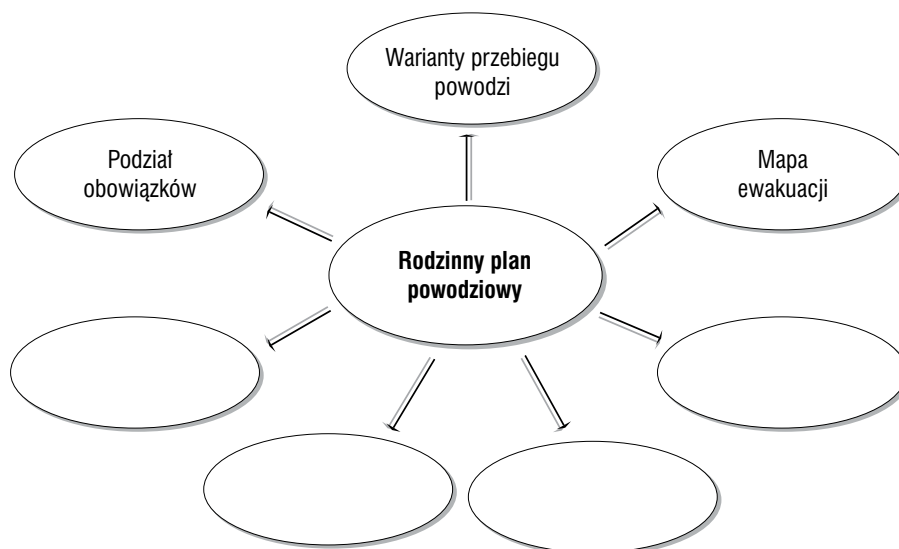 Warianty przebiegu
powodzi
Podział
obowiązków
Mapa
ewakuacji
Rodzinny plan
powodziowy